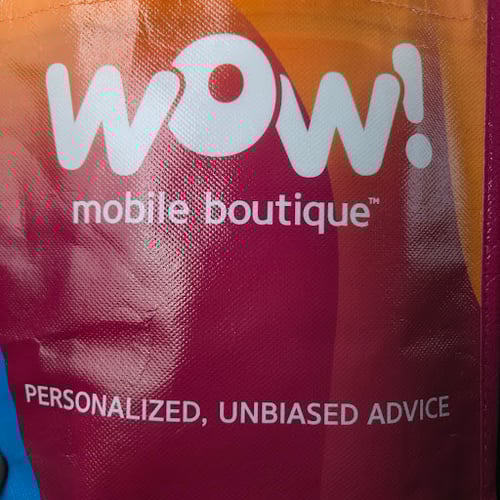 WOW!
mobile boutique™
PERSONALIZED, UNBIASED ADVICE